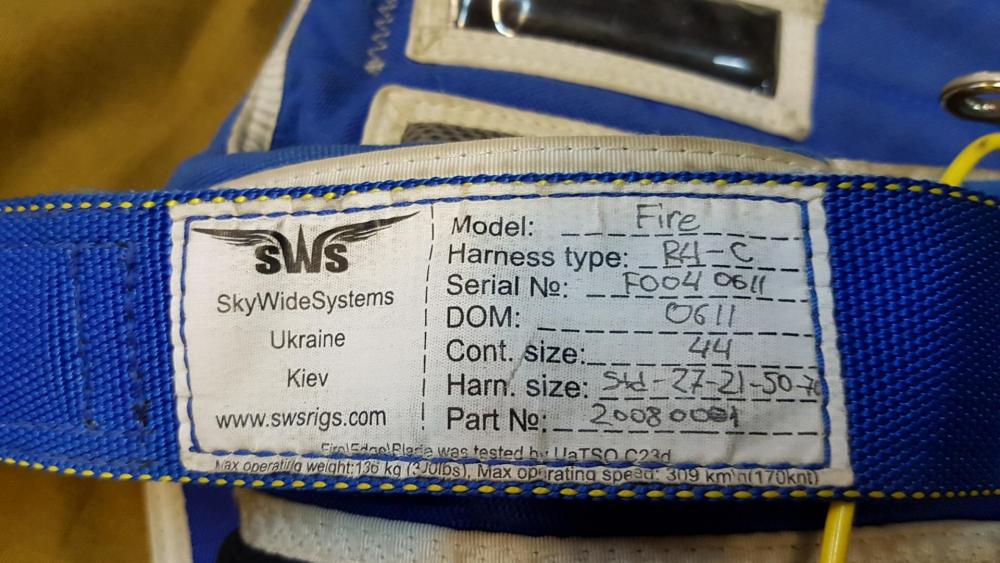 SWS
SkyWideSystems
Ukraine
Kiev
www.swsrigs.com
Model: Fire
Harness type: RH-C
Serial №: F004 0611
DOM: 0611
Cont. size: 44
Harn. size: Std-27-21-50-70
Part №: 20080001
Fire/Edge/Blade was tested by UaTSO C23d
Max operating weight:136 kg (300lbs), Max operating speed: 309 km\h(170knt)